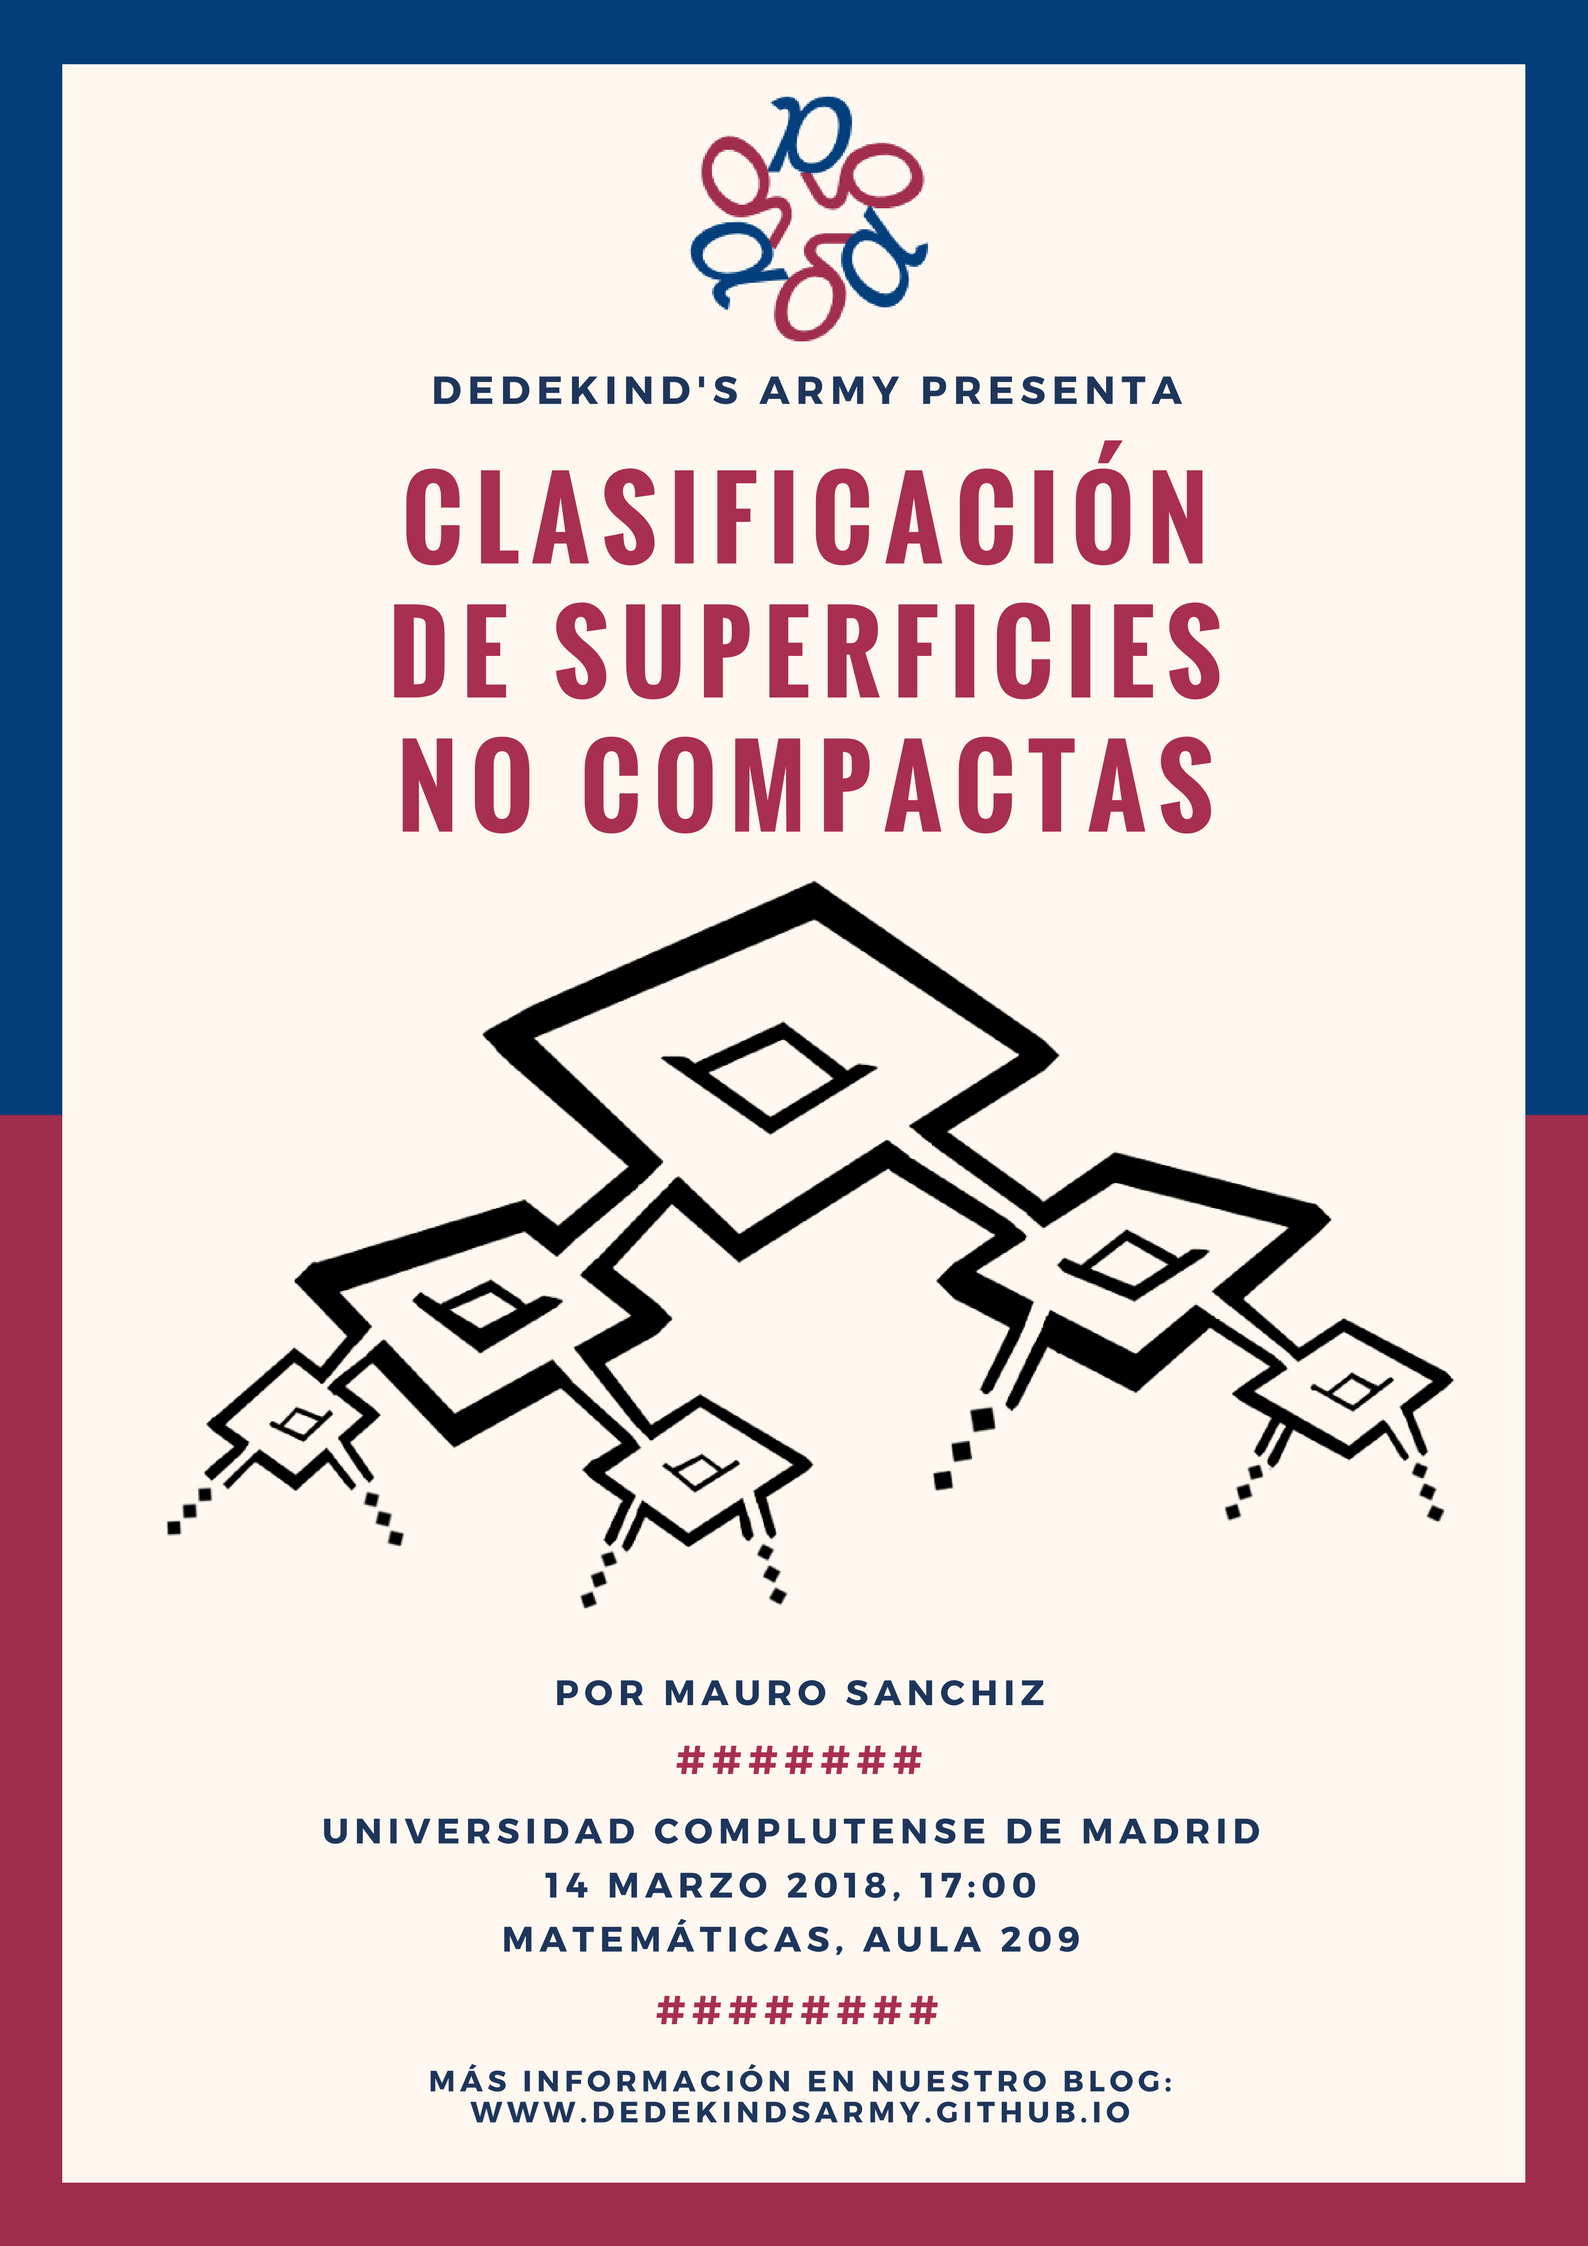 DEDEKIND'S ARMY PRESENTA
CLASIFICACIÓN
DE SUPERFICIES
NO COMPACTAS
POR MAURO SANCHIZ
#######
UNIVERSIDAD COMPLUTENSE DE MADRID
14 MARZO 2018, 17:00
MATEMÁTICAS, AULA 209
########
MÁS INFORMACIÓN EN NUESTRO BLOG:
WWW.DEDEKINDSARMY.GITHUB.IO